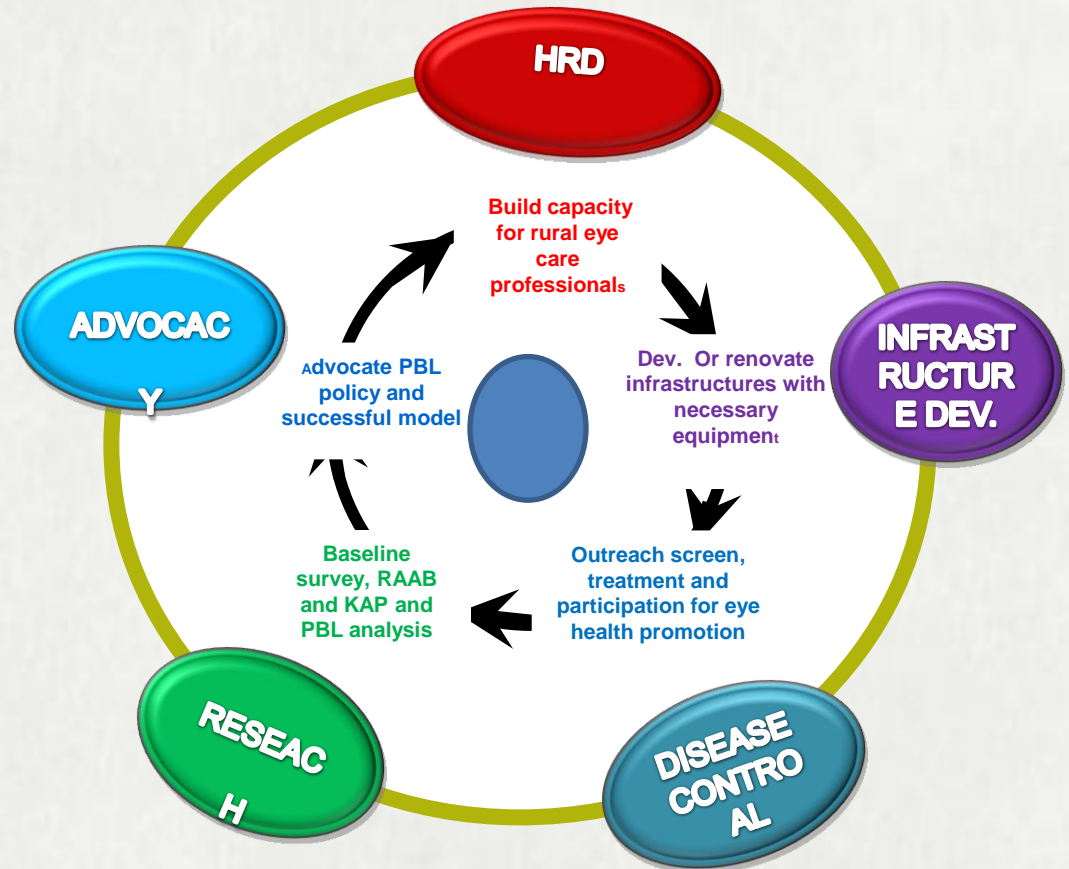 HRD
Build capacity
for rural eye
care
professionals
ADVOCAC
Y
INFRAST
RUCTUR
E DEV.
Advocate PBL
policy and
successful model
Dev. Or renovate
infrastructures with
necessary
equipment
Baseline
survey, RAAB
and KAP and
PBL analysis
Outreach screen,
treatment and
participation for eye
health promotion
RESEAC
H
DISEASE
CONTRO
AL